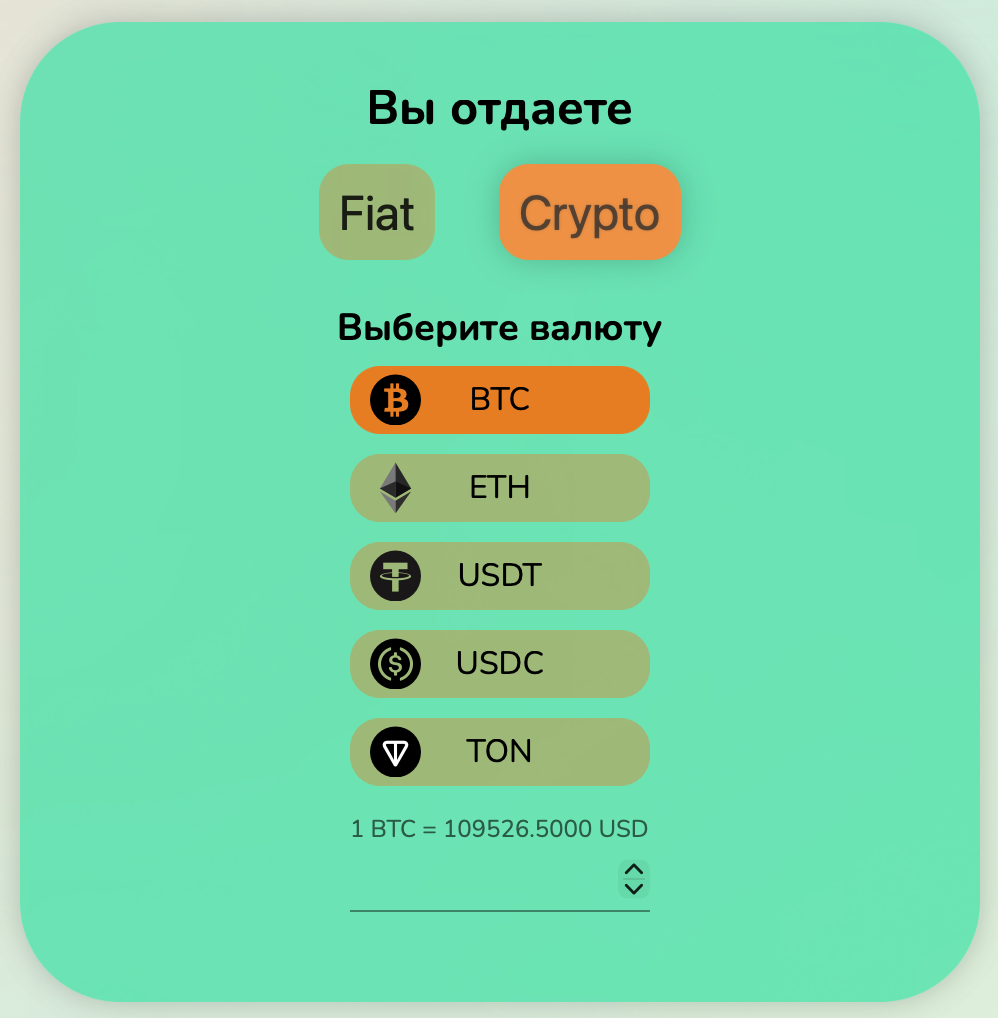 Вы отдаете
Fiat
Crypto
Выберите валюту
BTC
ETH
USDT
USDC
TON
1 BTC = 109526.5000 USD